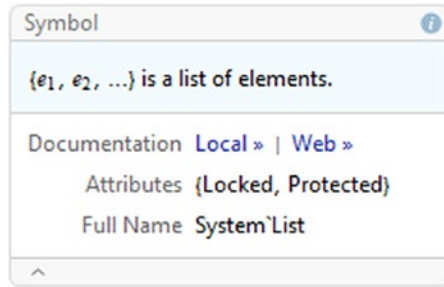 Symbol
{e₁, e₂, ...} is a list of elements.
Documentation Local » | Web »
Attributes {Locked, Protected}
Full Name System`List